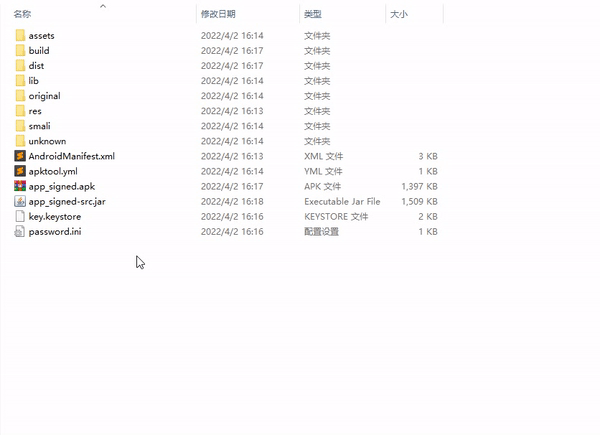 名称 修改日期 类型 大小
assets 2022/4/2 16:14 文件夹
build 2022/4/2 16:17 文件夹
dist 2022/4/2 16:17 文件夹
lib 2022/4/2 16:14 文件夹
original 2022/4/2 16:14 文件夹
res 2022/4/2 16:13 文件夹
smali 2022/4/2 16:14 文件夹
unknown 2022/4/2 16:14 文件夹
AndroidManifest.xml 2022/4/2 16:13 XML 文件 3 KB
apktool.yml 2022/4/2 16:14 YML 文件 1 KB
app_signed.apk 2022/4/2 16:17 APK 文件 1,397 KB
app_signed-src.jar 2022/4/2 16:18 Executable Jar File 1,509 KB
key.keystore 2022/4/2 16:16 KEYSTORE 文件 2 KB
password.ini 2022/4/2 16:16 配置设置 1 KB